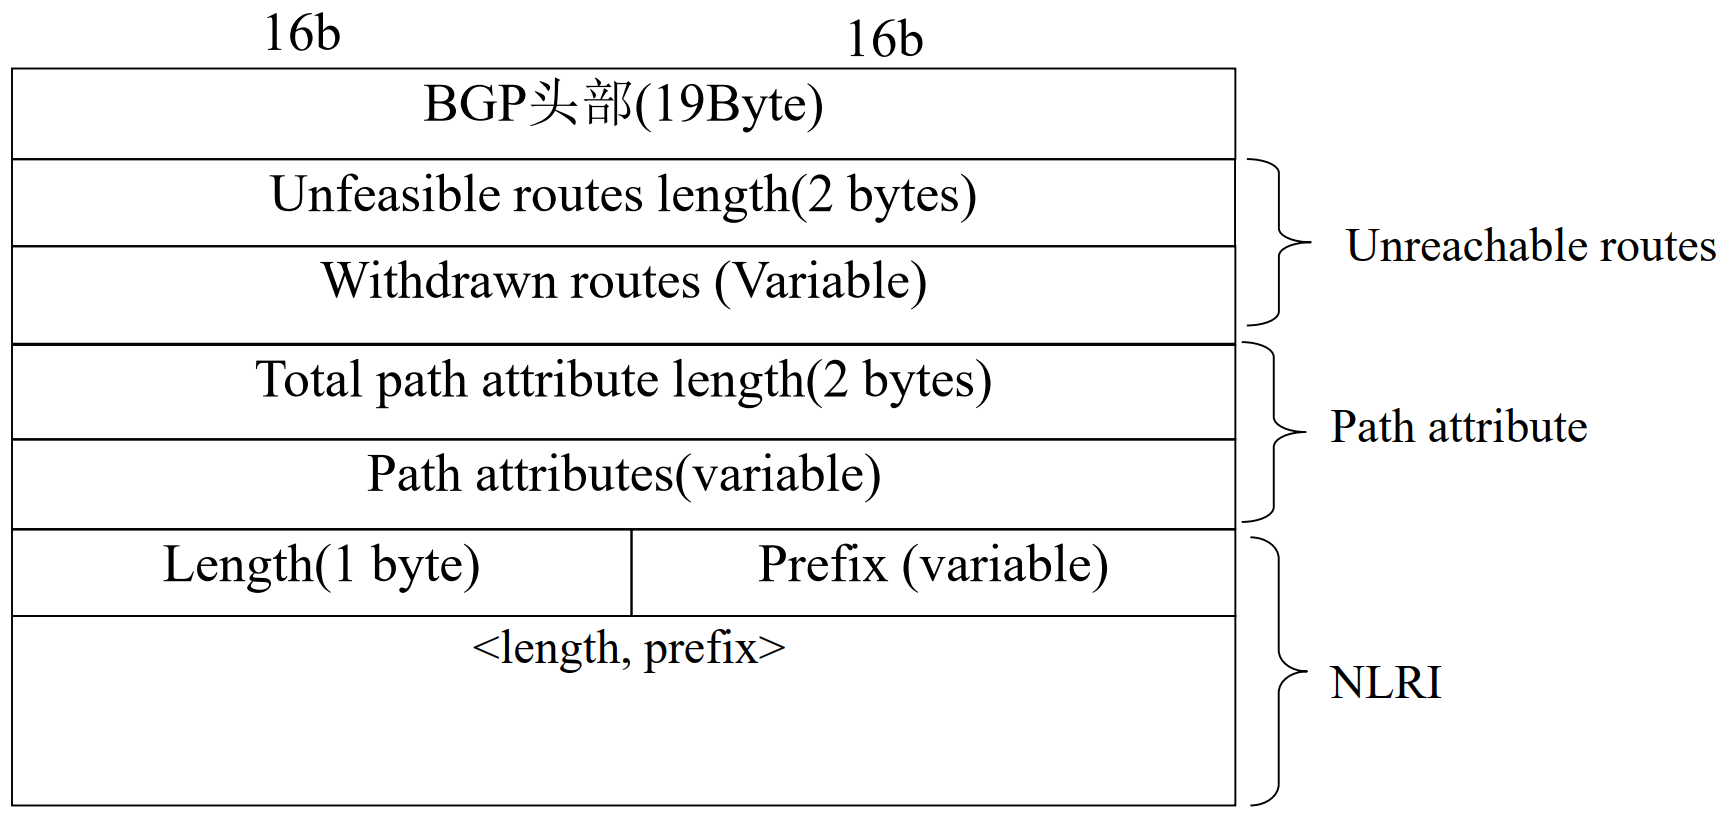 16b 16b
BGP头部(19Byte)
Unfeasible routes length(2 bytes)
Withdrawn routes (Variable)
Unreachable routes
Total path attribute length(2 bytes)
Path attributes(variable)
Path attribute
Length(1 byte) Prefix (variable)
<length, prefix>
NLRI